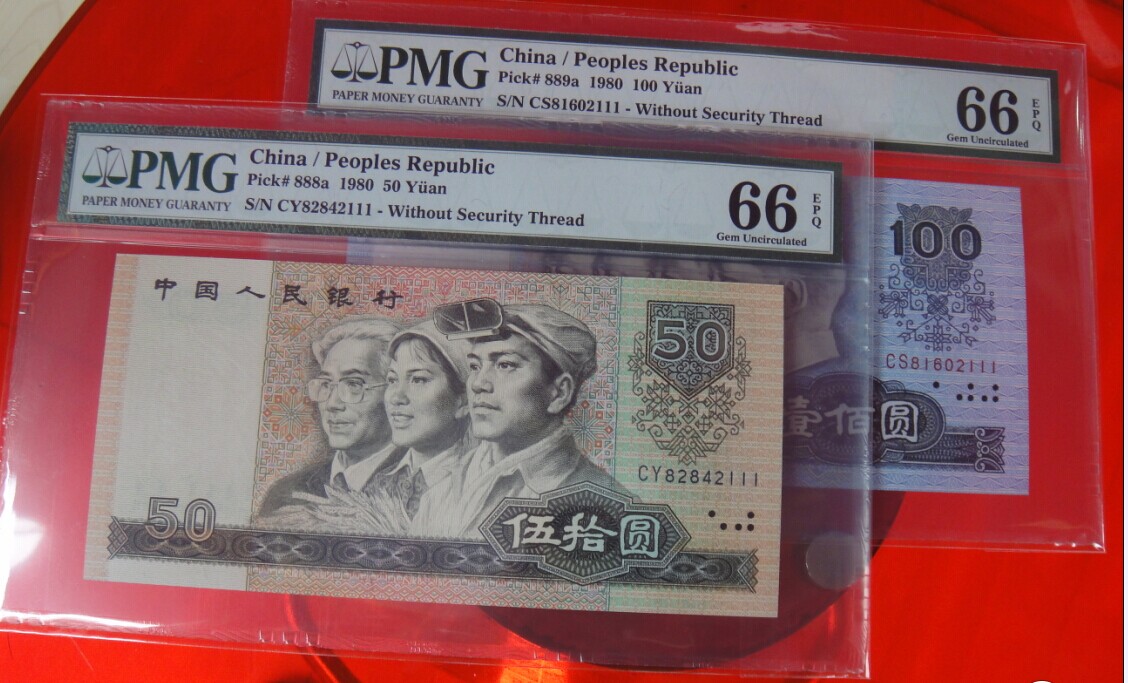 PMG
PAPER MONEY GUARANTY
China / Peoples Republic
Pick# 889a 1980 100 Yüan
S/N CS81602111 - Without Security Thread
66
EPQ
Gem Uncirculated
PMG
PAPER MONEY GUARANTY
China / Peoples Republic
Pick# 888a 1980 50 Yüan
S/N CY82842111 - Without Security Thread
66
EPQ
Gem Uncirculated
100
CS81602111
壹佰圆
中国人民银行
50
CY82842111
50
伍拾圆